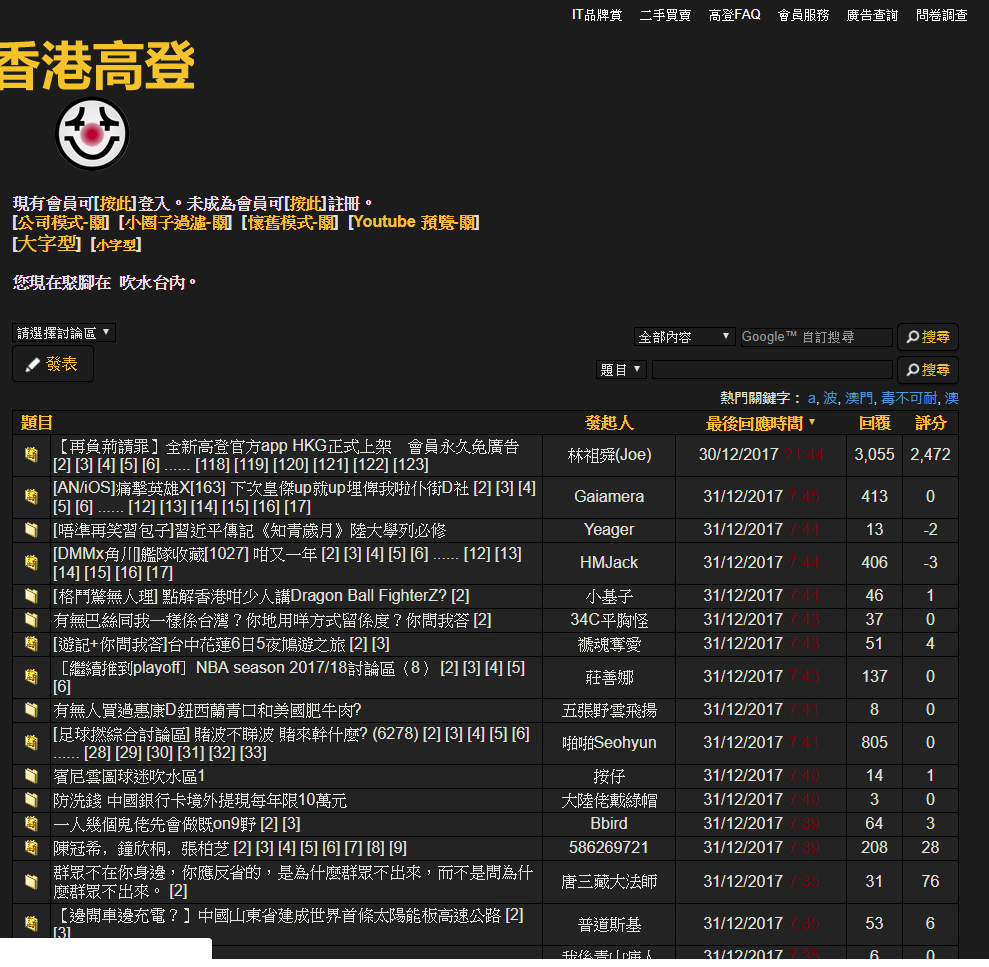 IT品牌賞 二手買賣 高登FAQ 會員服務 廣告查詢 問卷調查
香港高登
現有會員可[按此]登入。未成為會員可[按此]註冊。
[公司模式-關] [小圈子過濾-關] [懷舊模式-關] [Youtube 預覽-關]
[大字型] [小字型]
您現在駁腳在 吹水台內。
請選擇討論區 全部內容 Google™ 自訂搜尋 搜尋
發表 題目 搜尋
熱門關鍵字： a, 波, 澳門, 毒不可耐, 澳
題目 發起人 最後回應時間 回覆 評分
【再負荊請罪】全新高登官方app HKG正式上架　會員永久免廣告
[2] [3] [4] [5] [6] ...... [118] [119] [120] [121] [122] [123] 林祖舜(Joe) 30/12/2017 21:44 3,055 2,472
[AN/iOS]痛擊英雄X[163] 下次皇傑up就up埋俾我啦仆街D社 [2] [3] [4]
[5] [6] ...... [12] [13] [14] [15] [16] [17] Gaiamera 31/12/2017 7:45 413 0
[唔準再笑習包子]習近平傳記《知青歲月》陸大學列必修 Yeager 31/12/2017 7:44 13 -2
[DMMx角川]艦隊收藏[1027] 咁又一年 [2] [3] [4] [5] [6] ...... [12] [13]
[14] [15] [16] [17] HMJack 31/12/2017 7:44 406 -3
[格鬥驚無人理] 點解香港咁少人講Dragon Ball FighterZ? [2] 小基子 31/12/2017 7:44 46 1
有無巴絲同我一樣係台灣？你地用咩方式留係度？你問我答 [2] 34C平胸怪 31/12/2017 7:43 37 0
[遊記+你問我答]台中花蓮6日5夜鳩遊之旅 [2] [3] 禠魂奪愛 31/12/2017 7:43 51 4
［繼續推到playoff］NBA season 2017/18討論區（8） [2] [3] [4] [5]
[6] 莊善娜 31/12/2017 7:43 137 0
有無人買過惠康D鈕西蘭青口和美國肥牛肉? 五張野雲飛揚 31/12/2017 7:41 8 0
[足球撚綜合討論區] 賭波不睇波 賭來幹什麼? (6278) [2] [3] [4] [5] [6]
...... [28] [29] [30] [31] [32] [33] 啪啪Seohyun 31/12/2017 7:41 805 0
賓尼雲圖球迷吹水區1 按仔 31/12/2017 7:40 14 1
防洗錢 中國銀行卡境外提現每年限10萬元 大陸佬戴綠帽 31/12/2017 7:40 3 0
一人幾個鬼佬先會做既on9野 [2] [3] Bbird 31/12/2017 7:39 64 3
陳冠希，鐘欣桐，張柏芝 [2] [3] [4] [5] [6] [7] [8] [9] 586269721 31/12/2017 7:39 208 28
群眾不在你身邊，你應反省的，是為什麼群眾不出來，而不是問為什
麼群眾不出來。 [2] 唐三藏大法師 31/12/2017 7:35 31 76
【邊開車邊充電？】中國山東省建成世界首條太陽能板高速公路 [2]
[3] 普道斯基 31/12/2017 7:35 53 6
我係青山病人 31/12/2017 7:35 6 0